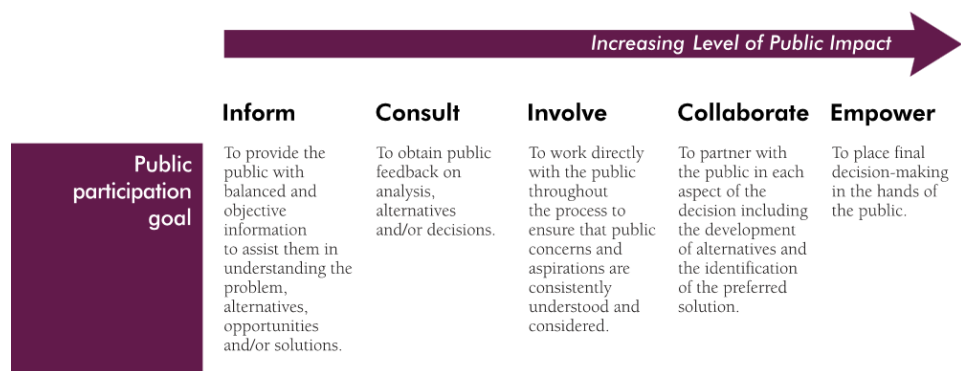 Increasing Level of Public Impact
Inform
Consult
Involve
Collaborate
Empower
Public
participation
goal
To provide the
public with
balanced and
objective
information
to assist them in
understanding the
problem,
alternatives,
opportunities
and/or solutions.
To obtain public
feedback on
analysis,
alternatives
and/or decisions.
To work directly
with the public
throughout
the process to
ensure that public
concerns and
aspirations are
consistently
understood and
considered.
To partner with
the public in each
aspect of the
decision including
the development
of alternatives and
the identification
of the preferred
solution.
To place final
decision-making
in the hands of
the public.